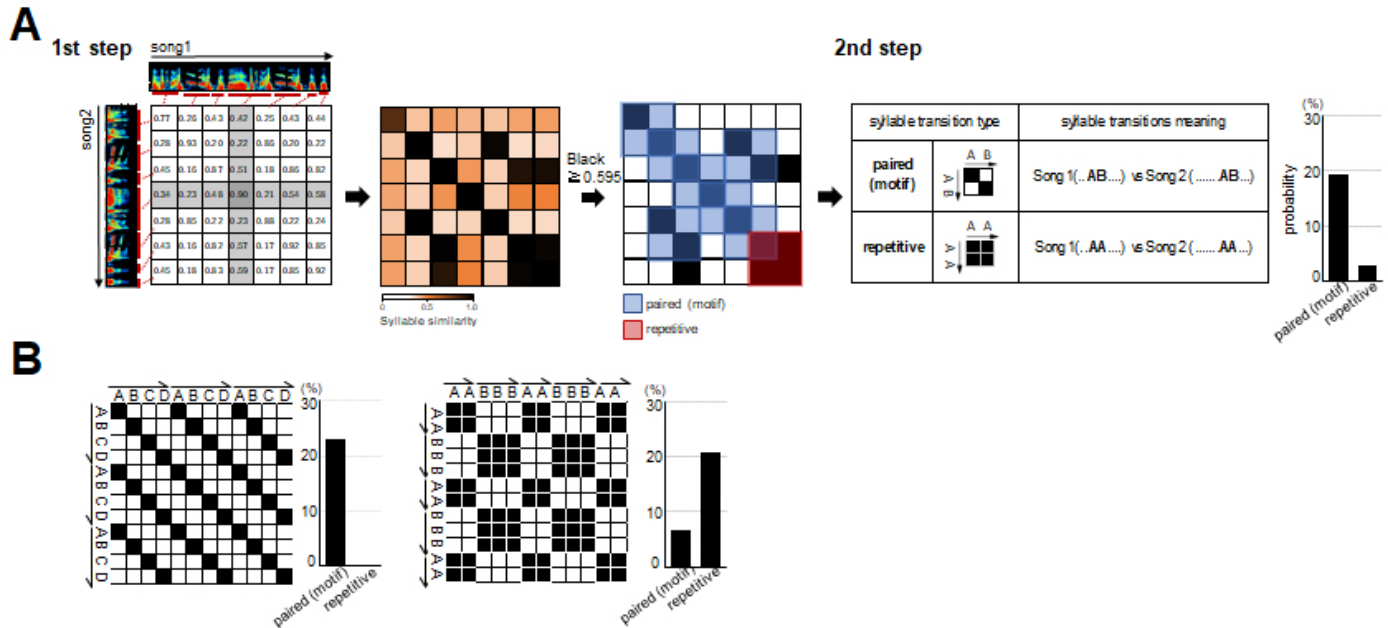 A
1st step
song1
song2
0.77 0.26 0.43 0.42 0.25 0.43 0.44
0.28 0.93 0.20 0.22 0.86 0.20 0.22
0.45 0.16 0.87 0.51 0.18 0.86 0.82
0.34 0.23 0.38 0.90 0.21 0.54 0.58
0.28 0.85 0.22 0.23 0.88 0.22 0.24
0.43 0.16 0.82 0.57 0.17 0.92 0.85
0.45 0.18 0.83 0.59 0.17 0.85 0.92
0 0.5 1.0
Syllable similarity
Black
≧0.595
paired (motif)
repetitive
2nd step
syllable transition type
syllable transitions meaning
paired
(motif)
A B
A B
Song 1(..AB....) vs Song 2 (......AB...)
repetitive
A A
A A
Song 1(..AA....) vs Song 2 (......AA...)
(%)
30
20
10
0
probability
paired (motif)
repetitive
B
A B C D A B C D A B C D
A
B
C
D
A
B
C
D
A
B
C
D
(%)
30
20
10
0
paired (motif)
repetitive
A A B B B A A B B B A A
A
A
B
B
B
A
A
B
B
B
A
A
(%)
30
20
10
0
paired (motif)
repetitive